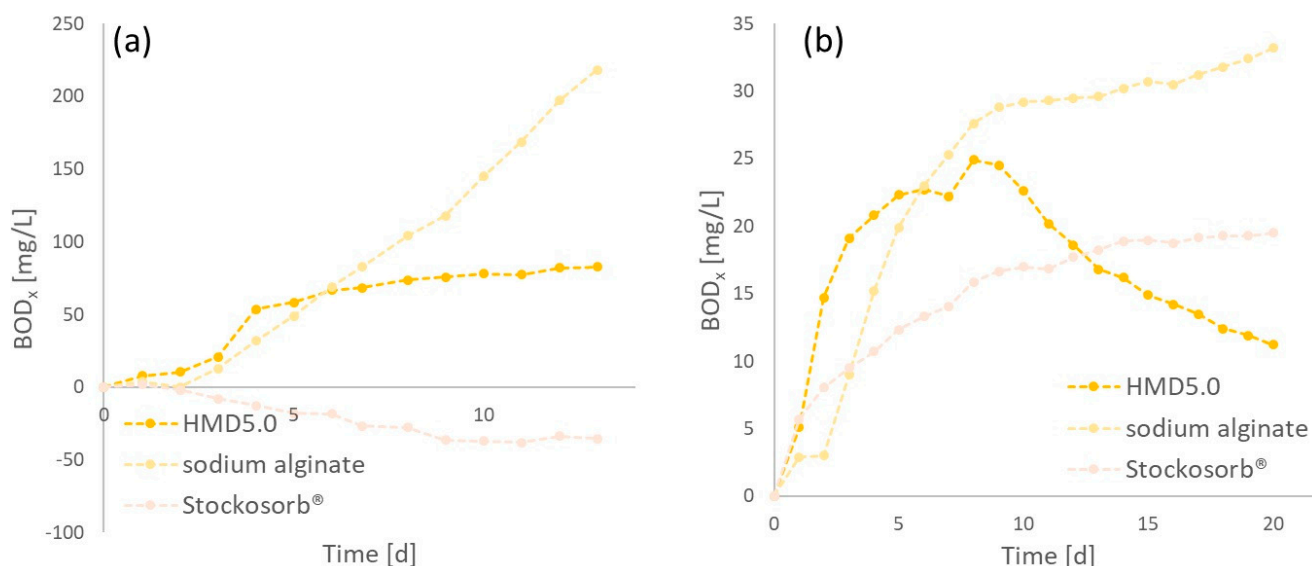 (a)
250
200
150
100
50
0
-50
-100
BODₓ [mg/L]
0
5
10
HMD5.0
sodium alginate
Stockosorb®
Time [d]
(b)
35
30
25
20
15
10
5
0
BODₓ [mg/L]
HMD5.0
sodium alginate
Stockosorb®
0
5
10
15
20
Time [d]